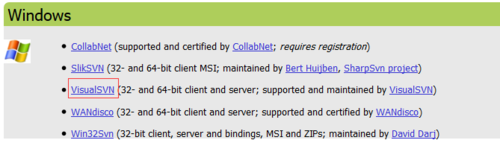 Windows
CollabNet (supported and certified by CollabNet; requires registration)
SlikSVN (32- and 64-bit client MSI; maintained by Bert Huijben, SharpSvn project)
VisualSVN (32- and 64-bit client and server; supported and maintained by VisualSVN)
WANdisco (32- and 64-bit client and server; supported and certified by WANdisco)
Win32Svn (32-bit client, server and bindings, MSI and ZIPs; maintained by David Darj)